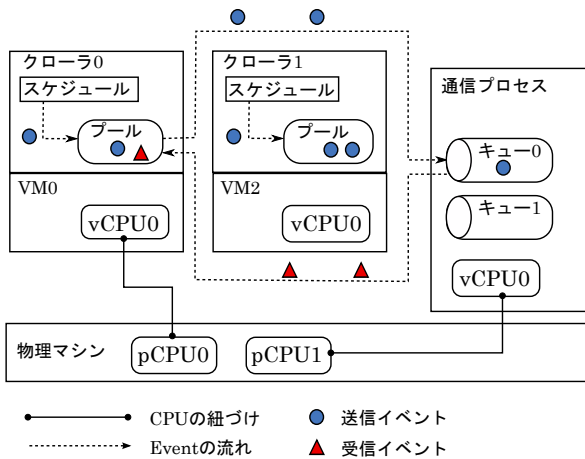 クローラ0
スケジュール
プール
VM0
vCPU0
クローラ1
スケジュール
プール
VM2
vCPU0
通信プロセス
キュー0
キュー1
vCPU0
物理マシン
pCPU0
pCPU1
CPUの紐づけ
送信イベント
Eventの流れ
受信イベント